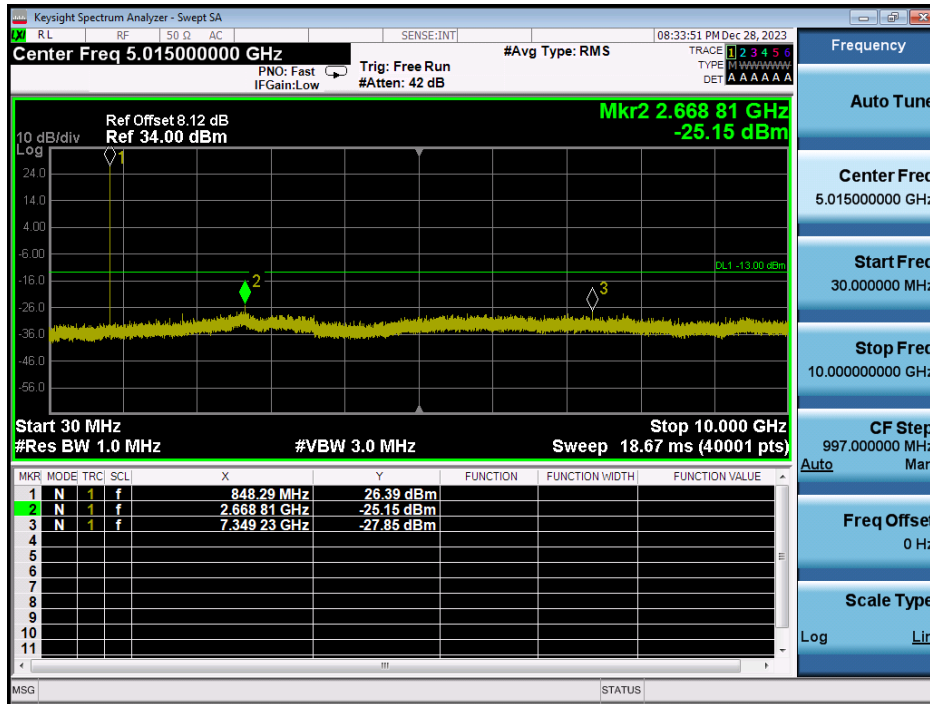 Keysight Spectrum Analyzer - Swept SA
LXI RL RF 50 Ω AC SENSE:INT 08:33:51 PM Dec 28, 2023
Center Freq 5.015000000 GHz #Avg Type: RMS TRACE 1 2 3 4 5 6
PNO: Fast Trig: Free Run TYPE M WWWWW
IFGain:Low #Atten: 42 dB DET A A A A A A
Frequency
Auto Tune
Center Freq
5.015000000 GHz
Start Freq
30.000000 MHz
Stop Freq
10.000000000 GHz
CF Step
997.000000 MHz
Auto Man
Freq Offset
0 Hz
Scale Type
Log Lin
Mkr2 2.668 81 GHz
Ref Offset 8.12 dB
10 dB/div Ref 34.00 dBm -25.15 dBm
Log
1
24.0
14.0
4.00
-6.00
DL1 -13.00 dBm
-16.0
2
3
-26.0
-36.0
-46.0
-56.0
Start 30 MHz Stop 10.000 GHz
#Res BW 1.0 MHz #VBW 3.0 MHz Sweep 18.67 ms (40001 pts)
MKR MODE TRC SCL X Y FUNCTION FUNCTION WIDTH FUNCTION VALUE
1 N 1 f 848.29 MHz 26.39 dBm
2 N 1 f 2.668 81 GHz -25.15 dBm
3 N 1 f 7.349 23 GHz -27.85 dBm
4
5
6
7
8
9
10
11
MSG STATUS